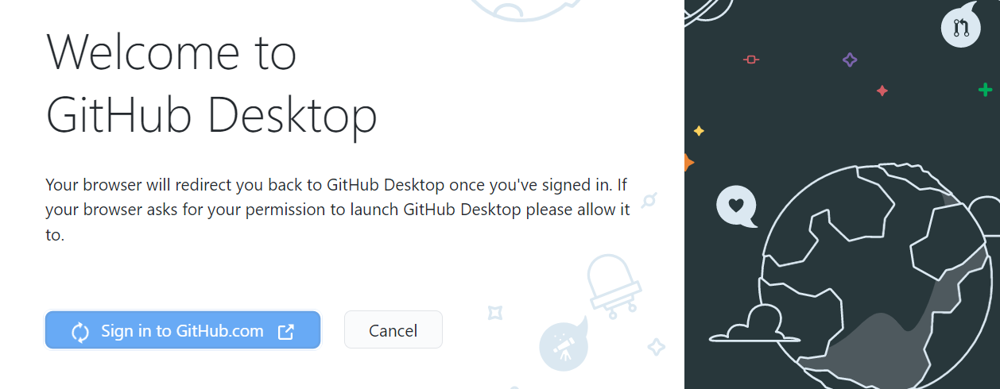 Welcome to
GitHub Desktop
Your browser will redirect you back to GitHub Desktop once you've signed in. If
your browser asks for your permission to launch GitHub Desktop please allow it
to.
Sign in to GitHub.com
Cancel